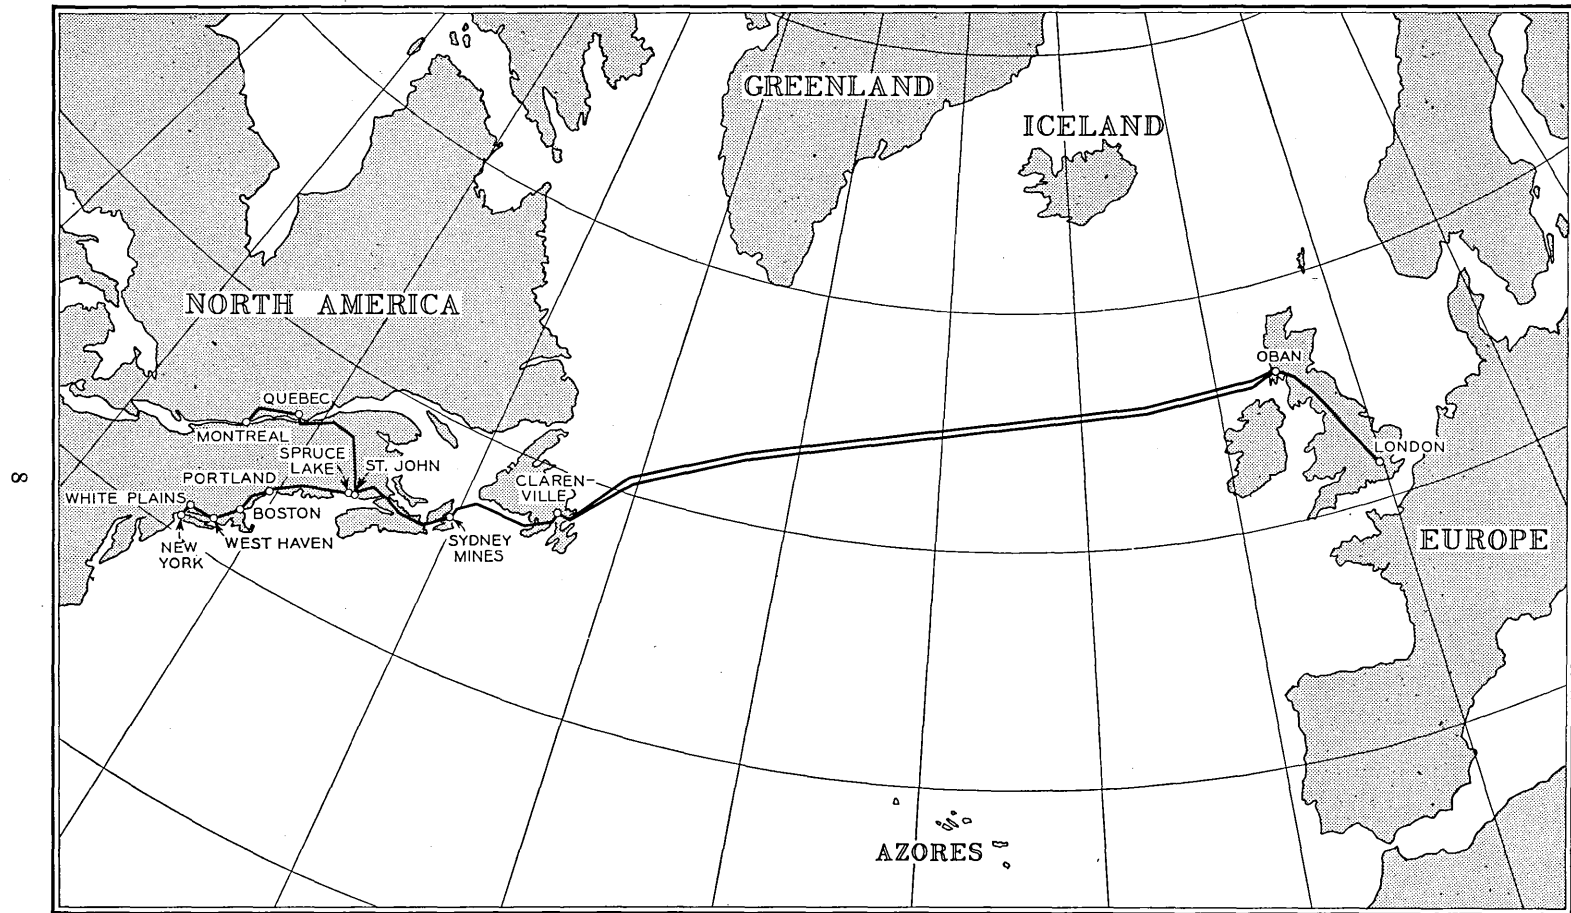 GREENLAND
ICELAND
NORTH AMERICA
OBAN
QUEBEC
MONTREAL
LONDON
SPRUCE
LAKE
ST. JOHN
PORTLAND
CLAREN-
VILLE
WHITE PLAINS
BOSTON
NEW
YORK
WEST HAVEN
SYDNEY
MINES
EUROPE
AZORES
8